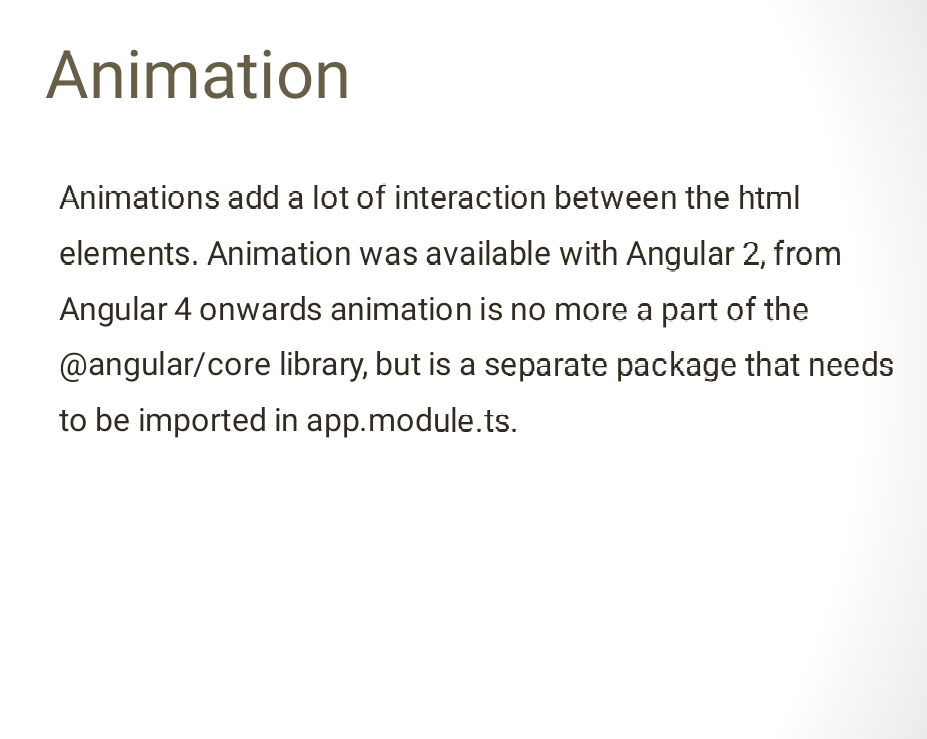 Animation
Animations add a lot of interaction between the html
elements. Animation was available with Angular 2, from
Angular 4 onwards animation is no more a part of the
@angular/core library, but is a separate package that needs
to be imported in app.module.ts.